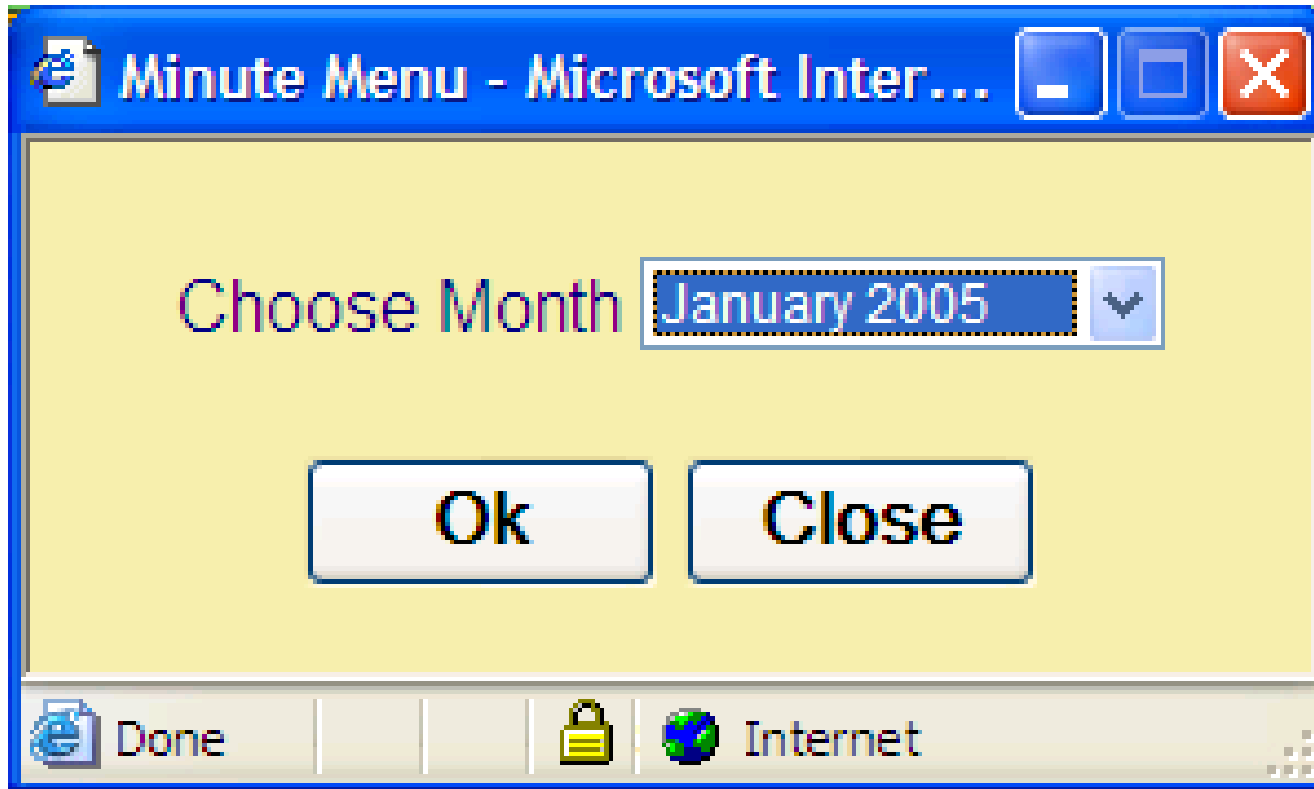 Minute Menu - Microsoft Inter...
Choose Month January 2005
Ok Close
Done Internet